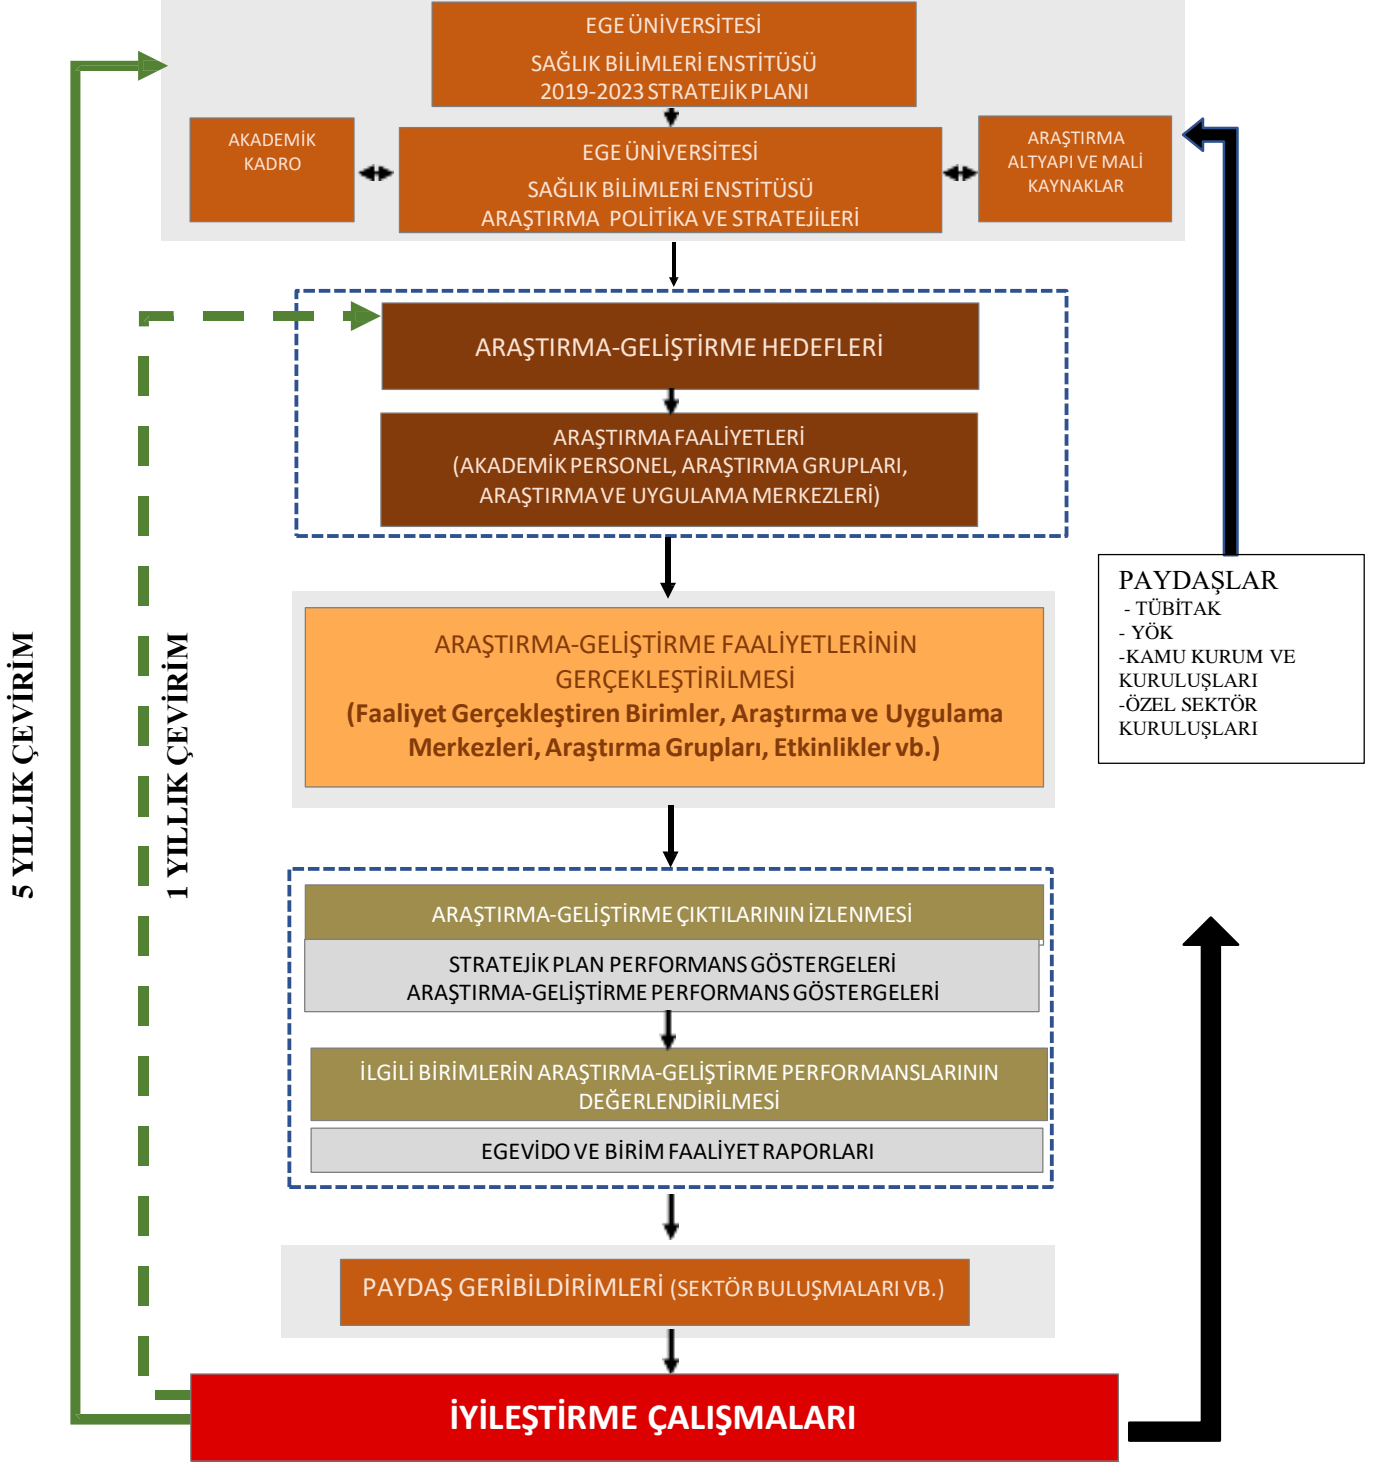 EGE ÜNİVERSİTESİ
SAĞLIK BİLİMLERİ ENSTİTÜSÜ
2019-2023 STRATEJİK PLANI
AKADEMİK
KADRO
EGE ÜNİVERSİTESİ
SAĞLIK BİLİMLERİ ENSTİTÜSÜ
ARAŞTIRMA POLİTİKA VE STRATEJİLERİ
ARAŞTIRMA
ALTYAPI VE MALİ
KAYNAKLAR
ARAŞTIRMA-GELİŞTİRME HEDEFLERİ
ARAŞTIRMA FAALİYETLERİ
(AKADEMİK PERSONEL, ARAŞTIRMA GRUPLARI,
ARAŞTIRMA VE UYGULAMA MERKEZLERİ)
PAYDAŞLAR
- TÜBİTAK
- YÖK
-KAMU KURUM VE
KURULUŞLARI
-ÖZEL SEKTÖR
KURULUŞLARI
ARAŞTIRMA-GELİŞTİRME FAALİYETLERİNİN
GERÇEKLEŞTİRİLMESİ
(Faaliyet Gerçekleştiren Birimler, Araştırma ve Uygulama
Merkezleri, Araştırma Grupları, Etkinlikler vb.)
5 YILLIK ÇEVİRİM
1 YILLIK ÇEVİRİM
ARAŞTIRMA-GELİŞTİRME ÇIKTILARININ İZLENMESİ
STRATEJİK PLAN PERFORMANS GÖSTERGELERİ
ARAŞTIRMA-GELİŞTİRME PERFORMANS GÖSTERGELERİ
İLGİLİ BİRİMLERİN ARAŞTIRMA-GELİŞTİRME PERFORMANSLARININ
DEĞERLENDİRİLMESİ
EGEVİDO VE BİRİM FAALİYET RAPORLARI
PAYDAŞ GERİBİLDİRİMLERİ (SEKTÖR BULUŞMALARI VB.)
İYİLEŞTİRME ÇALIŞMALARI